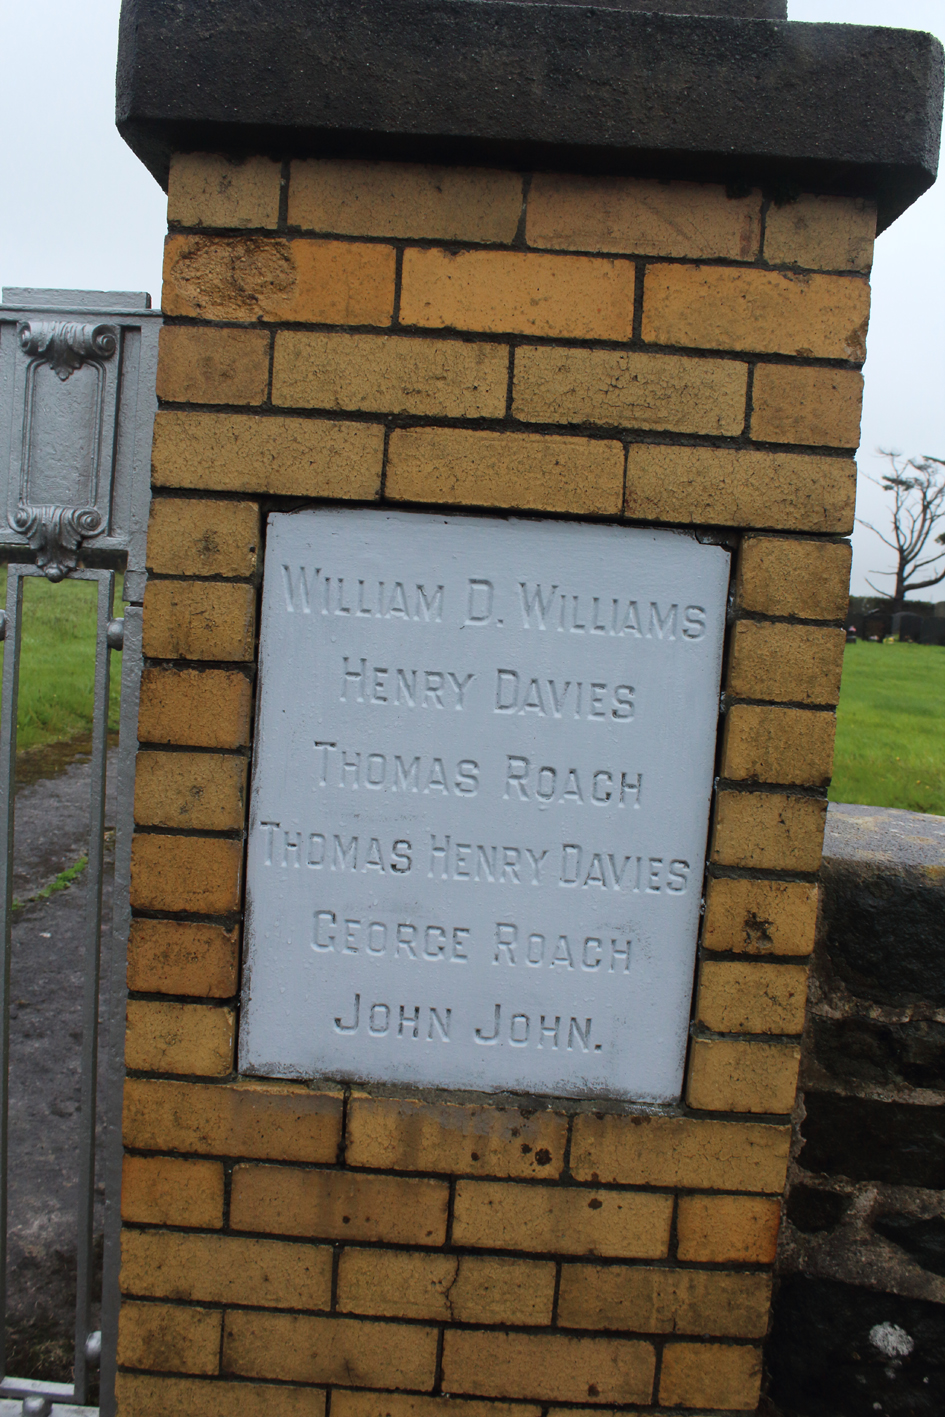 WILLIAM D. WILLIAMS
HENRY DAVIES
THOMAS ROACH
THOMAS HENRY DAVIES
GEORGE ROACH
JOHN JOHN.